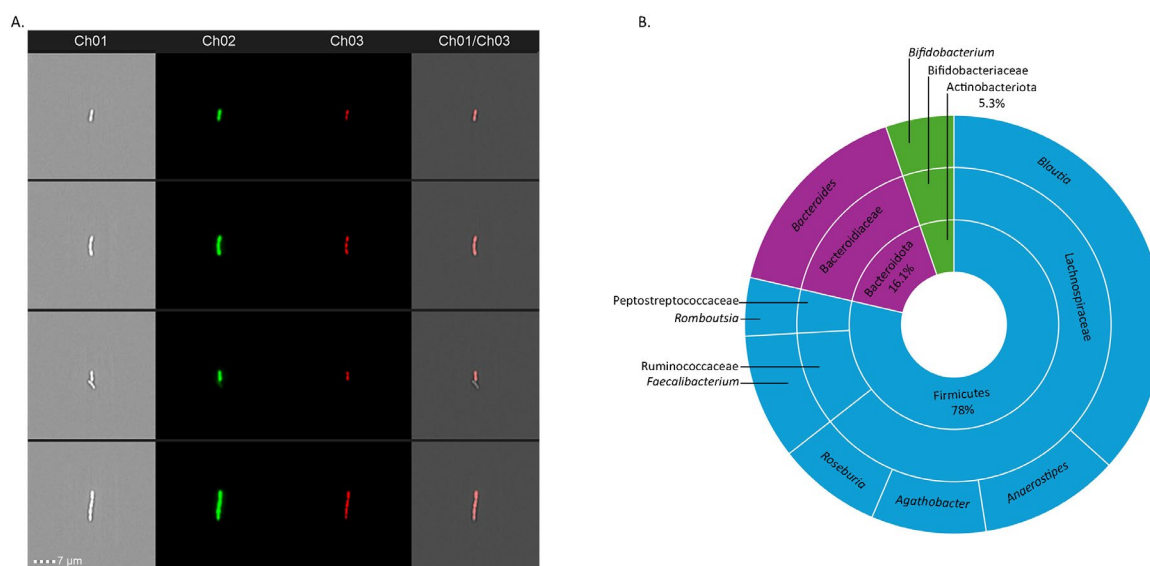 A.
Ch01 Ch02 Ch03 Ch01/Ch03
7 µm
B.
Bifidobacterium
Bifidobacteriaceae
Actinobacteriota
5.3%
Blautia
Bacteroides
Bacteroidiaceae
Bacteroidota
16.1%
Lachnospiraceae
Peptostreptococcaceae
Romboutsia
Ruminococcaceae
Faecalibacterium
Firmicutes
78%
Roseburia
Agathobacter
Anaerostipes